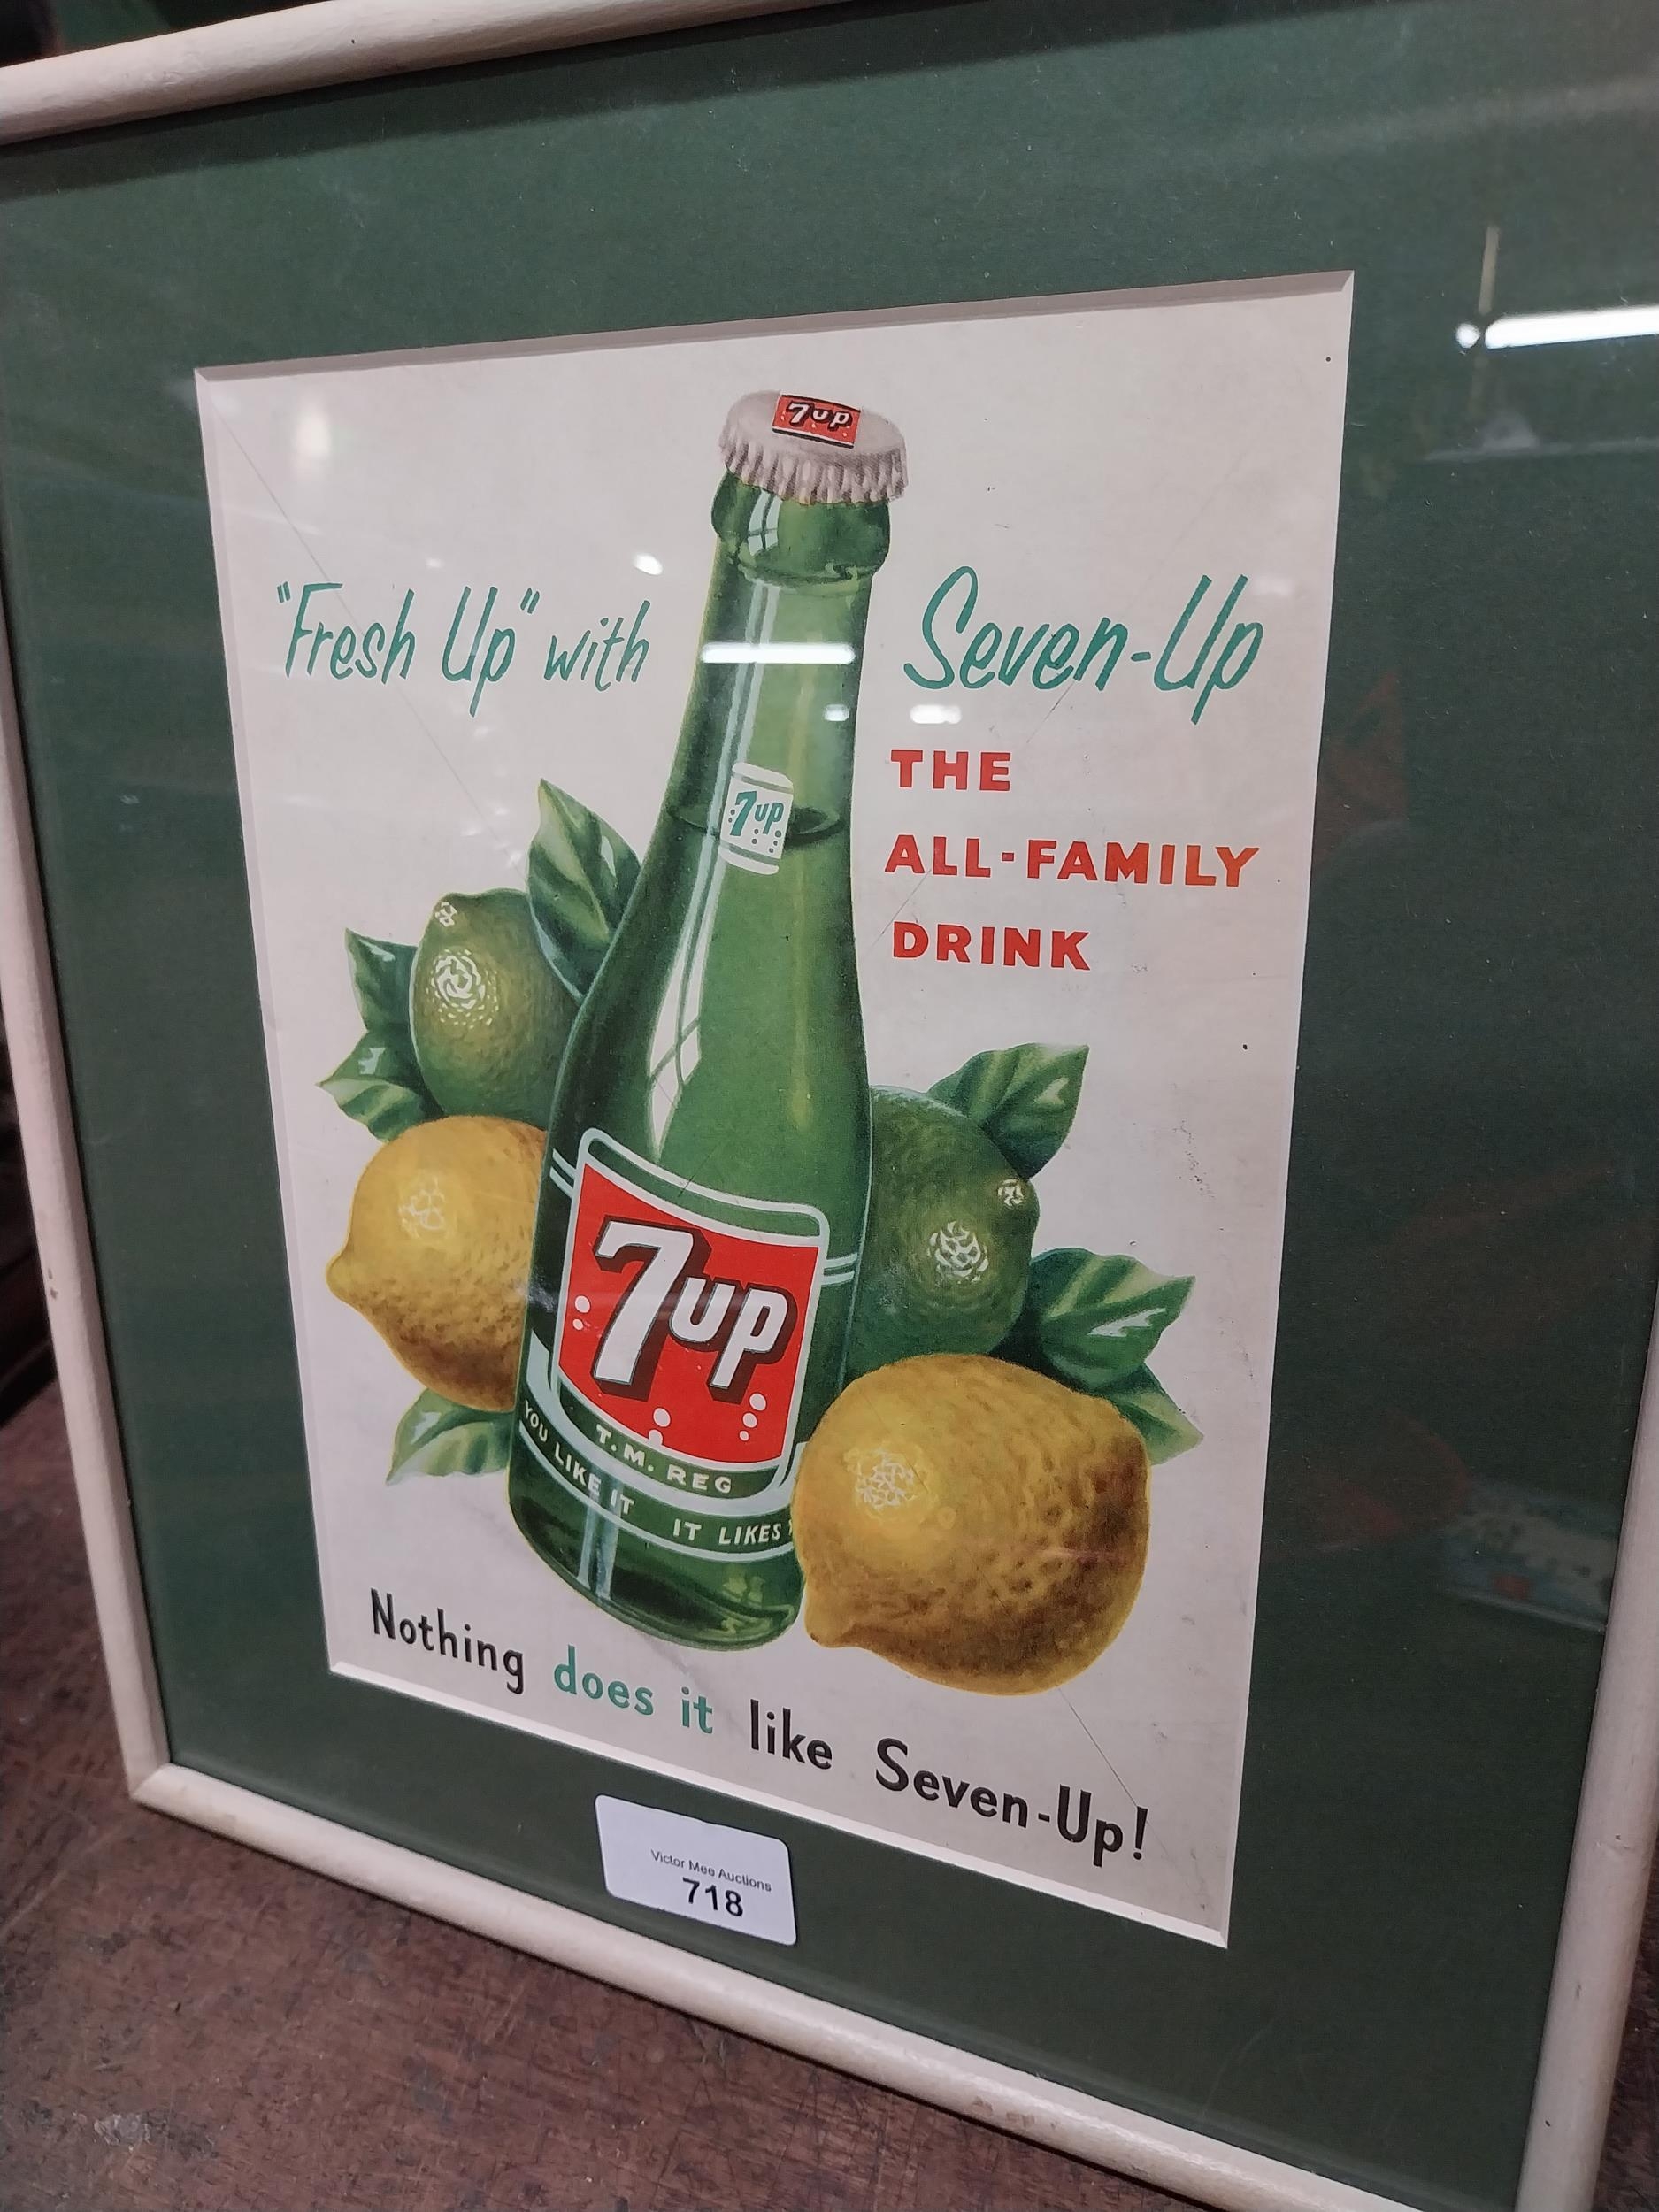 7up
"Fresh Up" with Seven-Up
THE
ALL-FAMILY
DRINK
7up
7up
T.M. REG
YOU LIKE IT IT LIKES
Nothing does it like Seven-Up!
Victor Mee Auctions
718